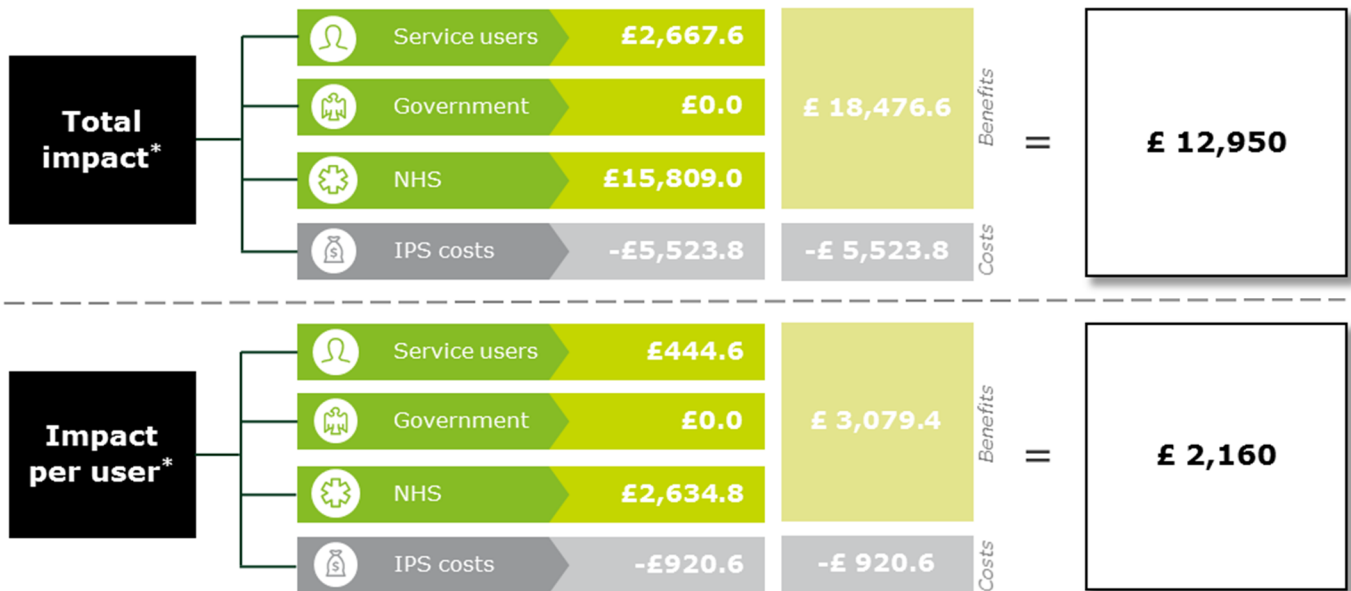 Service users £2,667.6
Government £0.0
NHS £15,809.0
IPS costs -£5,523.8
Total
impact*
£ 18,476.6
-£ 5,523.8
Benefits
Costs
=
£ 12,950
Service users £444.6
Government £0.0
NHS £2,634.8
IPS costs -£920.6
Impact
per user*
£ 3,079.4
-£ 920.6
Benefits
Costs
=
£ 2,160